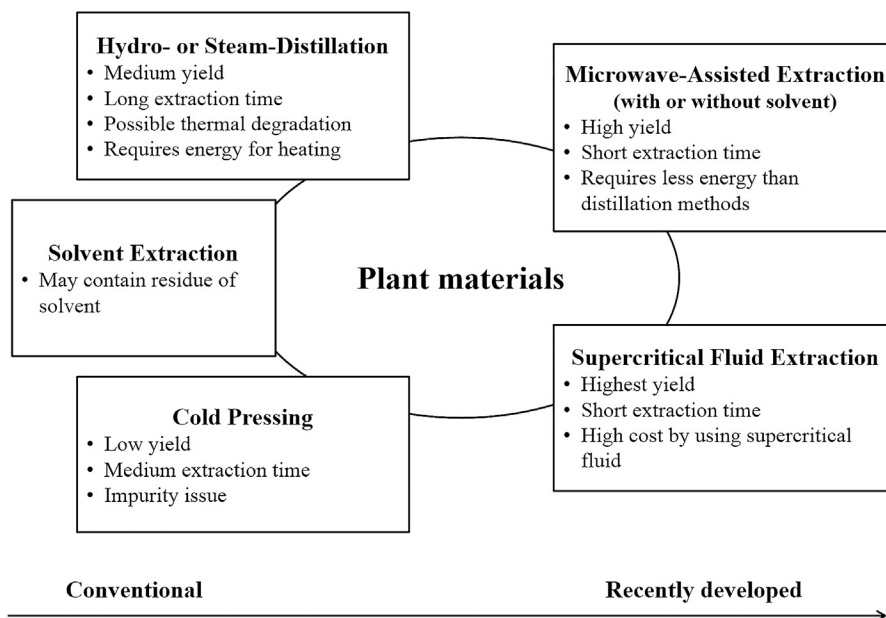 Hydro- or Steam-Distillation
• Medium yield
• Long extraction time
• Possible thermal degradation
• Requires energy for heating
Microwave-Assisted Extraction
(with or without solvent)
• High yield
• Short extraction time
• Requires less energy than
distillation methods
Solvent Extraction
• May contain residue of
solvent
Plant materials
Supercritical Fluid Extraction
• Highest yield
• Short extraction time
• High cost by using supercritical
fluid
Cold Pressing
• Low yield
• Medium extraction time
• Impurity issue
Conventional
Recently developed